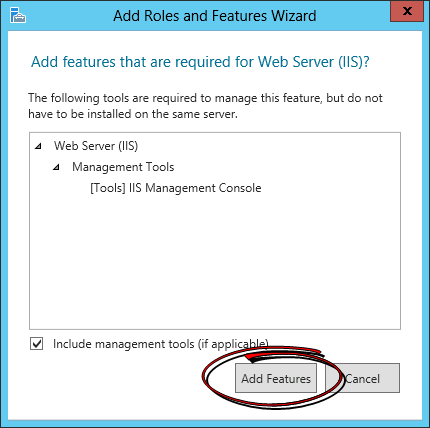 Add Roles and Features Wizard
Add features that are required for Web Server (IIS)?
The following tools are required to manage this feature, but do not
have to be installed on the same server.
Web Server (IIS)
Management Tools
[Tools] IIS Management Console
Include management tools (if applicable)
Add Features
Cancel